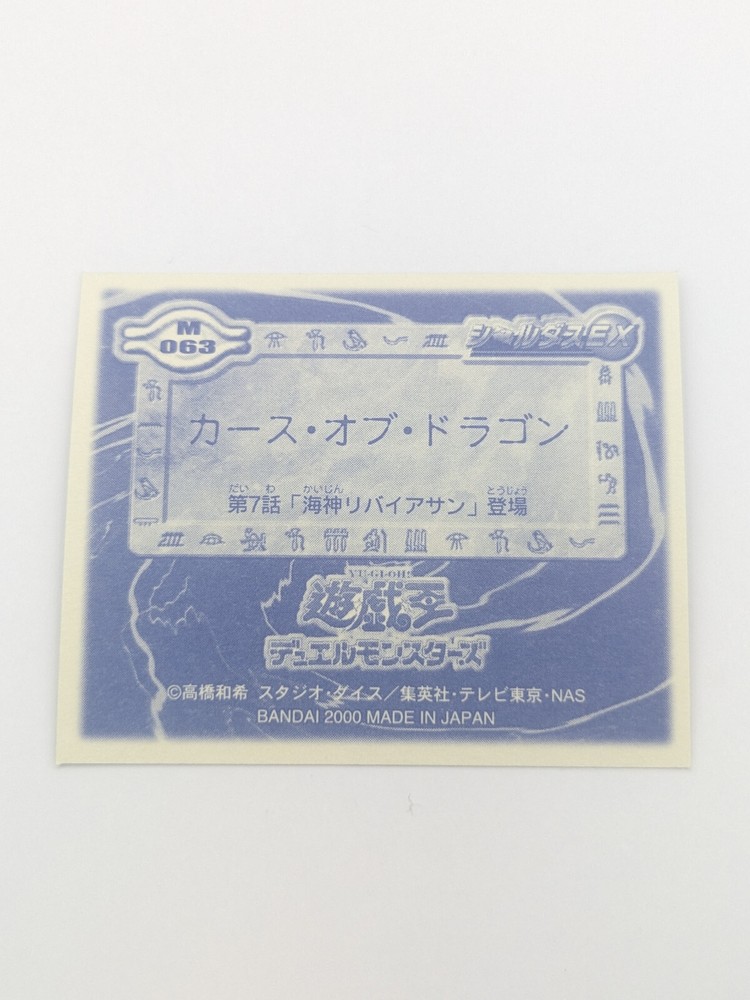 M
063
シールダスEX
カース・オブ・ドラゴン
だい わ かいじん とうじょう
第7話「海神リバイアサン」登場
YU-GI-OH!
遊戯王
デュエルモンスターズ
©高橋和希 スタジオ・ダイス/集英社・テレビ東京・NAS
BANDAI 2000 MADE IN JAPAN